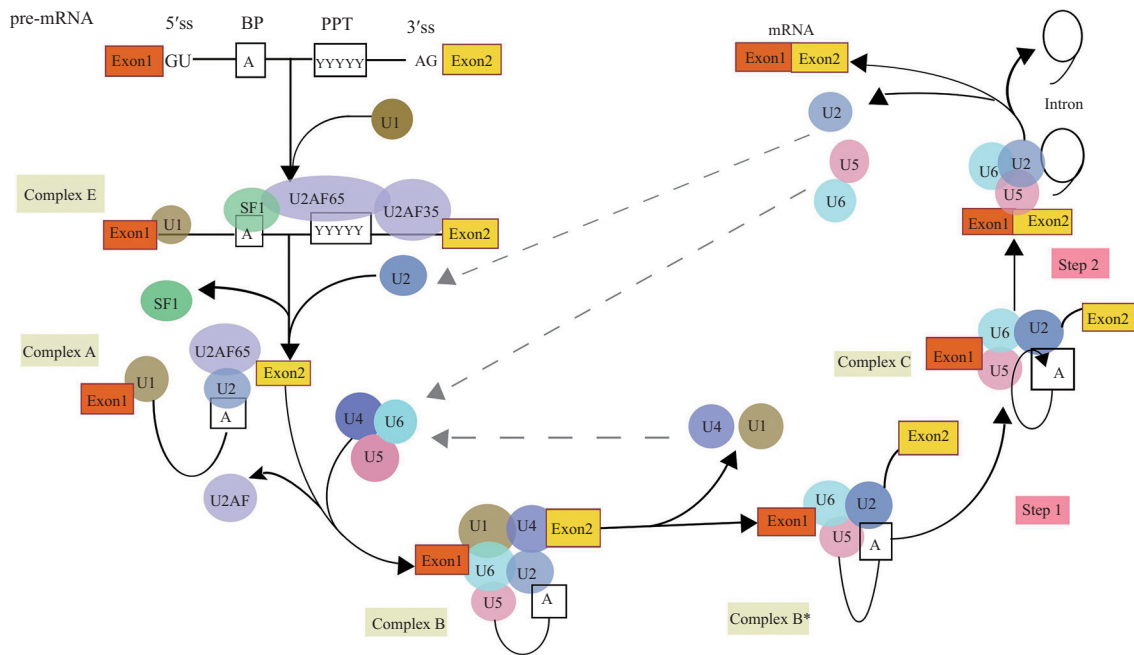 pre-mRNA
5′ss BP PPT 3′ss
Exon1 GU A YYYYY AG Exon2
U1
Complex E
SF1 U2AF65 U2AF35
Exon1 U1 A YYYYY Exon2
U2
SF1
Complex A
U2AF65
Exon2
U1
Exon1
U2
A
U4 U6
U5
U2AF
U1 U4 Exon2
Exon1
U6 U2
U5 A
Complex B
U4 U1
Exon2
U6 U2
Exon1
U5 A
Complex B*
Step 1
Complex C
Exon2
U6 U2
Exon1
U5 A
Step 2
U6 U2
U5
Exon1 Exon2
Intron
mRNA
Exon1 Exon2
U2
U5
U6